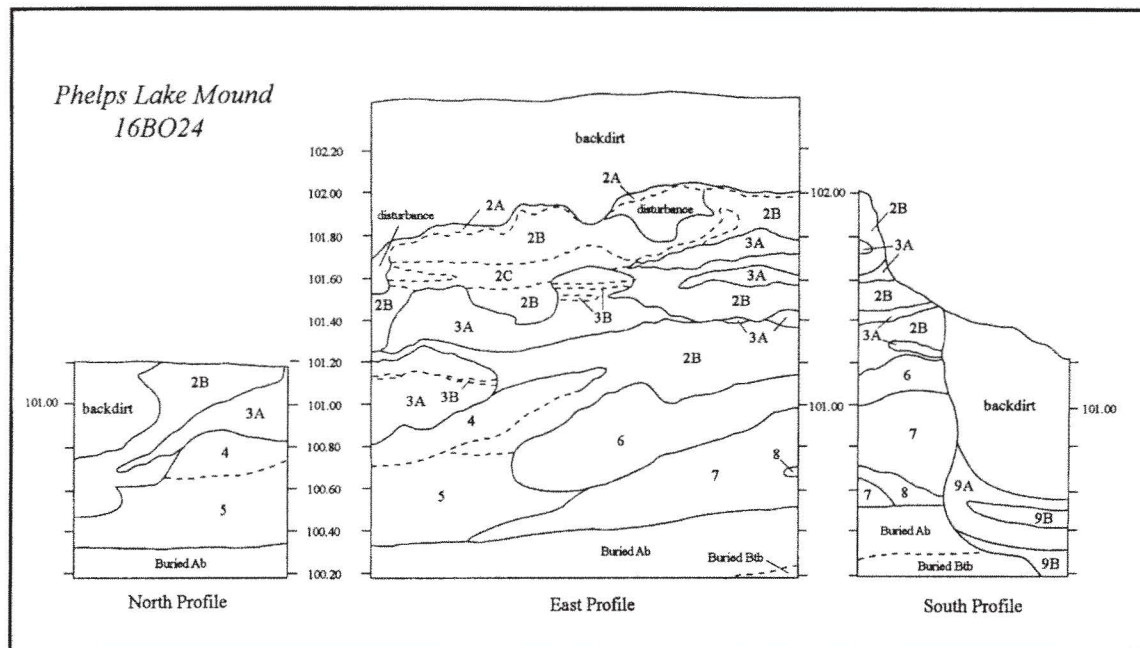 Phelps Lake Mound
16BO24
backdirt
102.20
2A
102.00
102.00
2A
disturbance
disturbance
2B
2B
2B
101.80
3A
3A
2C
3A
101.60
2B
2B
2B
2B
3B
101.40
3A
3A
3A
2B
101.20
2B
2B
6
3A
3B
101.00
backdirt
3A
101.00
4
101.00
101.00
backdirt
4
6
7
100.80
8
5
5
7
9A
100.60
7
8
9B
100.40
Buried Ab
Buried Ab
Buried Ab
Buried Btb
Buried Btb
9B
100.20
North Profile
East Profile
South Profile